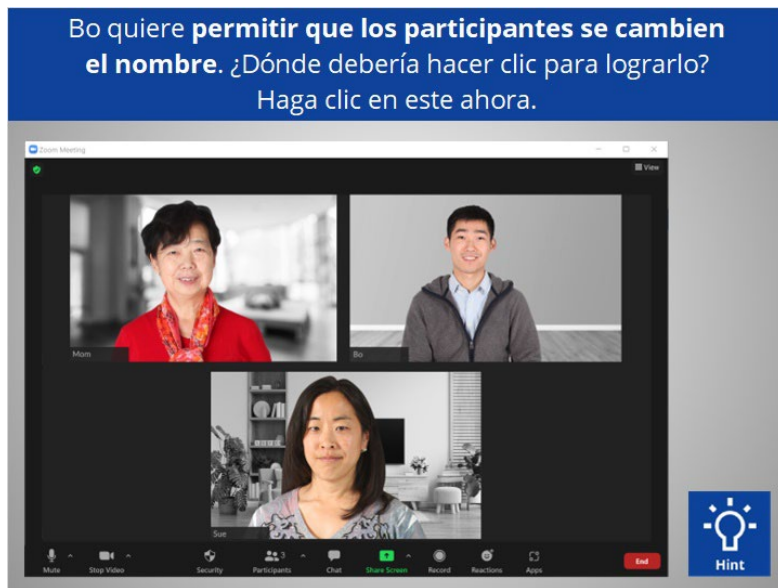 Bo quiere permitir que los participantes se cambien
el nombre. ¿Dónde debería hacer clic para lograrlo?
Haga clic en este ahora.
Zoom Meeting
View
Mom
Bo
Sue
Mute
Stop Video
Security
Participants
3
Chat
Share Screen
Record
Reactions
Apps
End
Hint